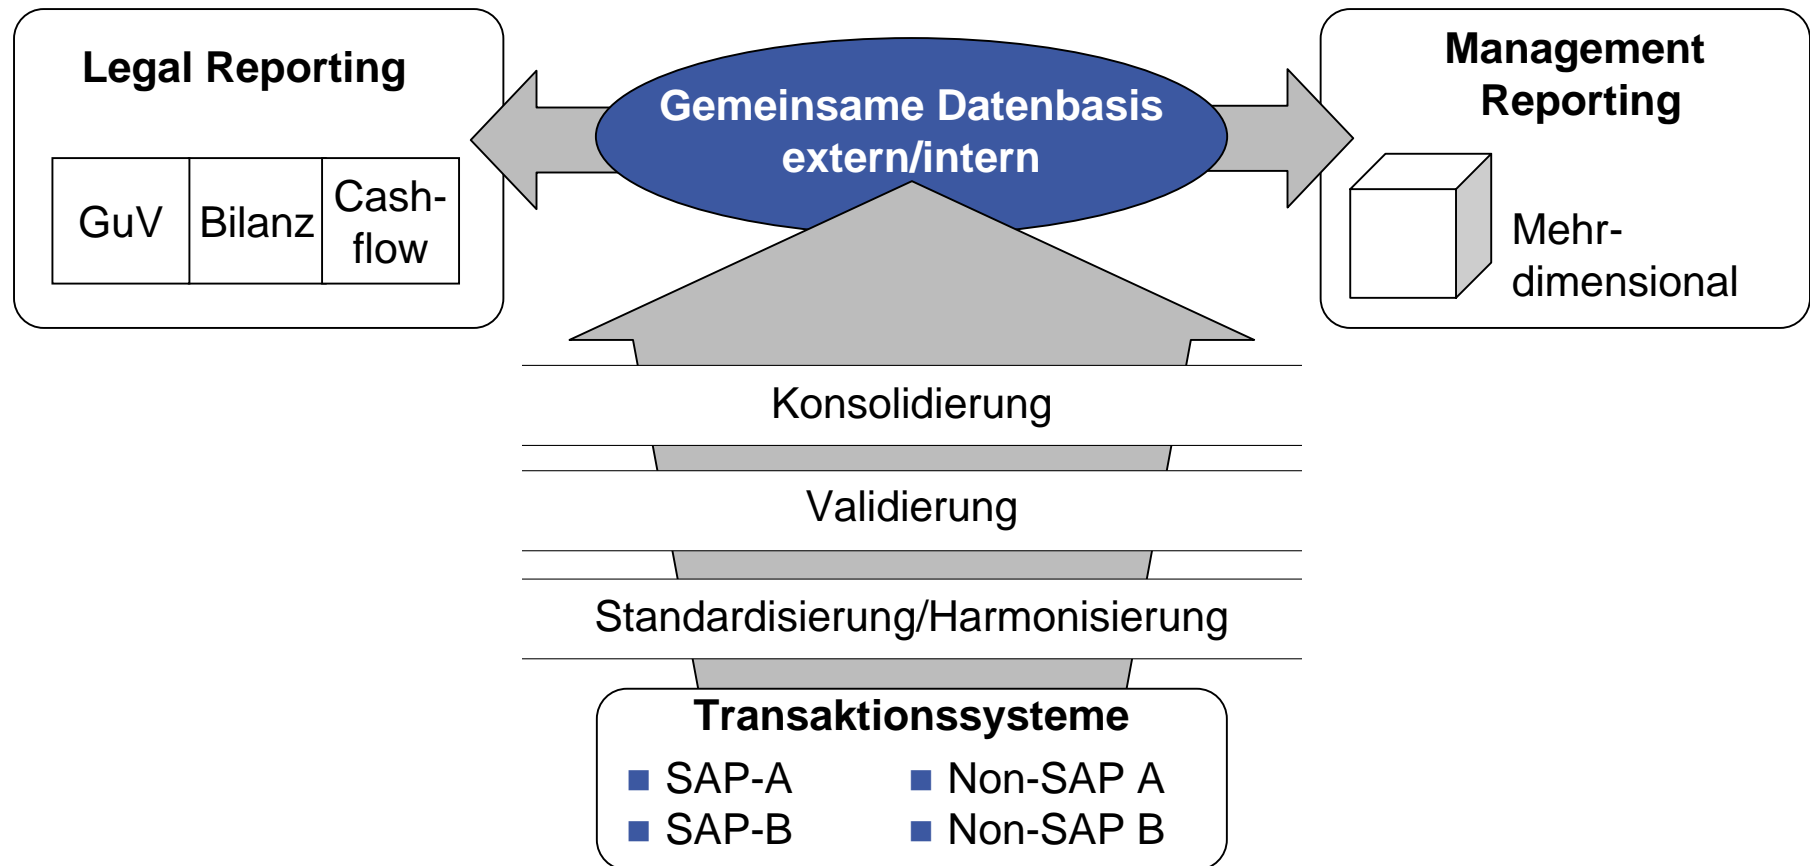 Legal Reporting
GuV
Bilanz
Cash-
flow
Gemeinsame Datenbasis
extern/intern
Management
Reporting
Mehr-
dimensional
Konsolidierung
Validierung
Standardisierung/Harmonisierung
Transaktionssysteme
SAP-A
SAP-B
Non-SAP A
Non-SAP B